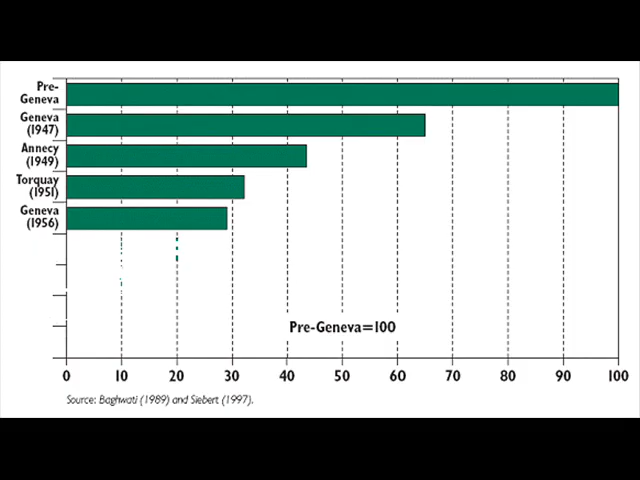 Pre-
Geneva
Geneva
(1947)
Annecy
(1949)
Torquay
(1951)
Geneva
(1956)
Pre-Geneva=100
0 10 20 30 40 50 60 70 80 90 100
Source: Baghwati (1989) and Siebert (1997).